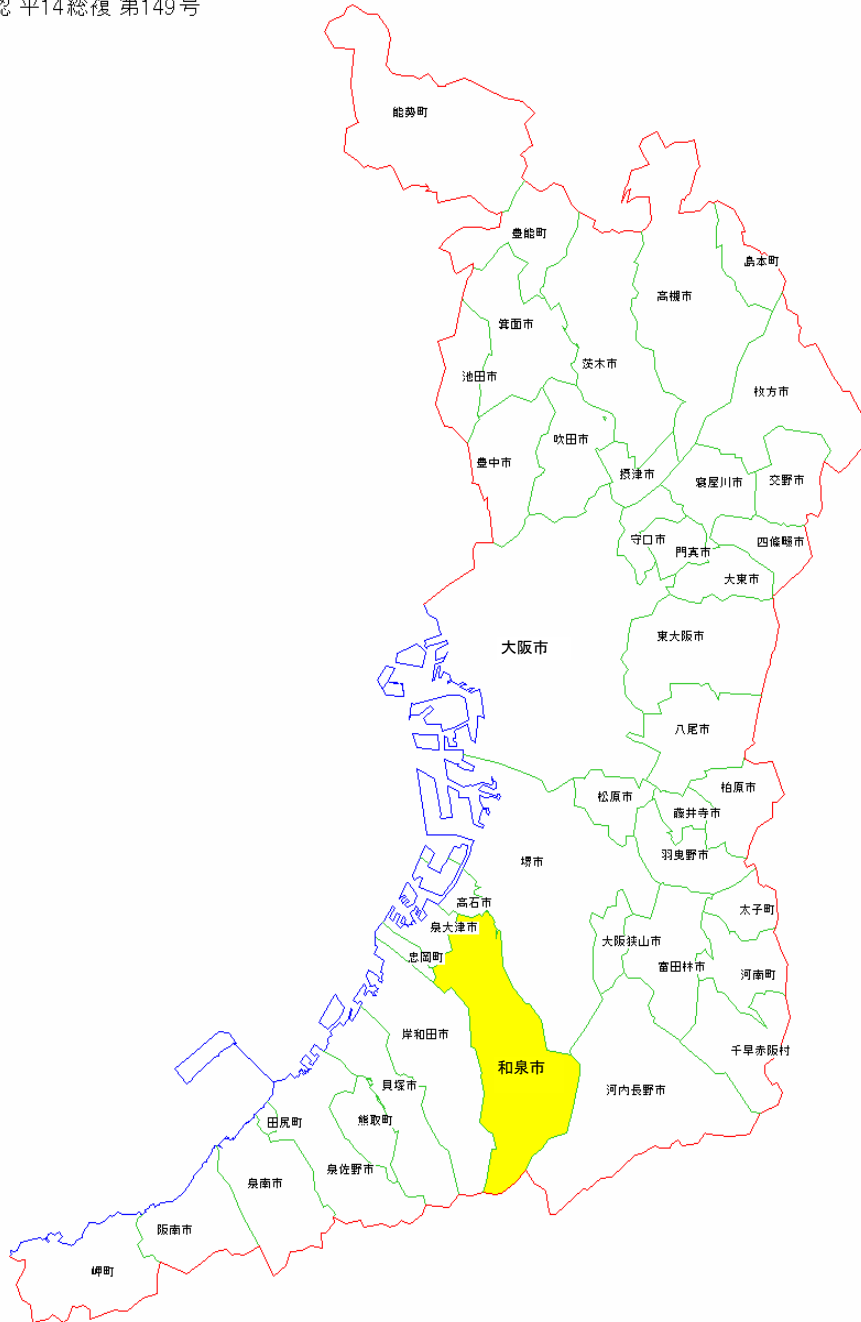 認 平14総複 第149号
能勢町
豊能町
島本町
高槻市
箕面市
茨木市
池田市
枚方市
吹田市
豊中市
摂津市
寝屋川市
交野市
守口市
門真市
四條畷市
大東市
東大阪市
大阪市
八尾市
柏原市
松原市
藤井寺市
羽曳野市
堺市
高石市
太子町
泉大津市
大阪狭山市
忠岡町
富田林市
河南町
岸和田市
千早赤阪村
和泉市
貝塚市
河内長野市
熊取町
田尻町
泉佐野市
泉南市
阪南市
岬町